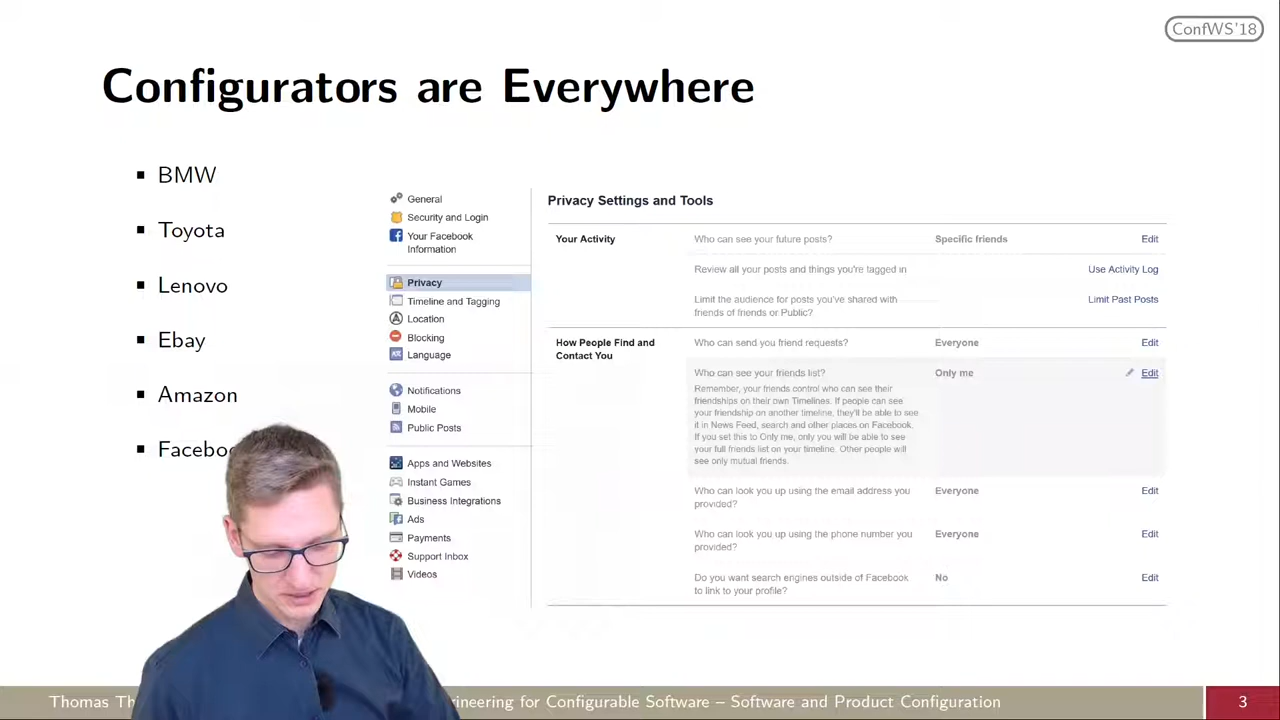 ConfWS'18
Configurators are Everywhere
BMW
Toyota
Lenovo
Ebay
Amazon
General
Security and Login
Your Facebook
Information
Privacy
Timeline and Tagging
Location
Blocking
Language
Notifications
Mobile
Public Posts
Apps and Websites
Instant Games
Business Integrations
Ads
Payments
Support Inbox
Videos
Privacy Settings and Tools
Your Activity
Who can see your future posts?
Specific friends
Edit
Review all your posts and things you're tagged in
Use Activity Log
Limit the audience for posts you've shared with
friends of friends or Public?
Limit Past Posts
How People Find and
Contact You
Who can send you friend requests?
Everyone
Edit
Who can see your friends list?
Only me
Edit
Remember, your friends control who can see their
friendships on their own Timelines. If people can see
your friendship on another timeline, they'll be able to see
it in News Feed, search and other places on Facebook.
If you set this to Only me, only you will be able to see
your full friends list on your timeline. Other people will
see only mutual friends.
Who can look you up using the email address you
provided?
Everyone
Edit
Who can look you up using the phone number you
provided?
Everyone
Edit
Do you want search engines outside of Facebook
to link to your profile?
No
Edit
Thomas
for Configurable Software – Software and Product Configuration
3